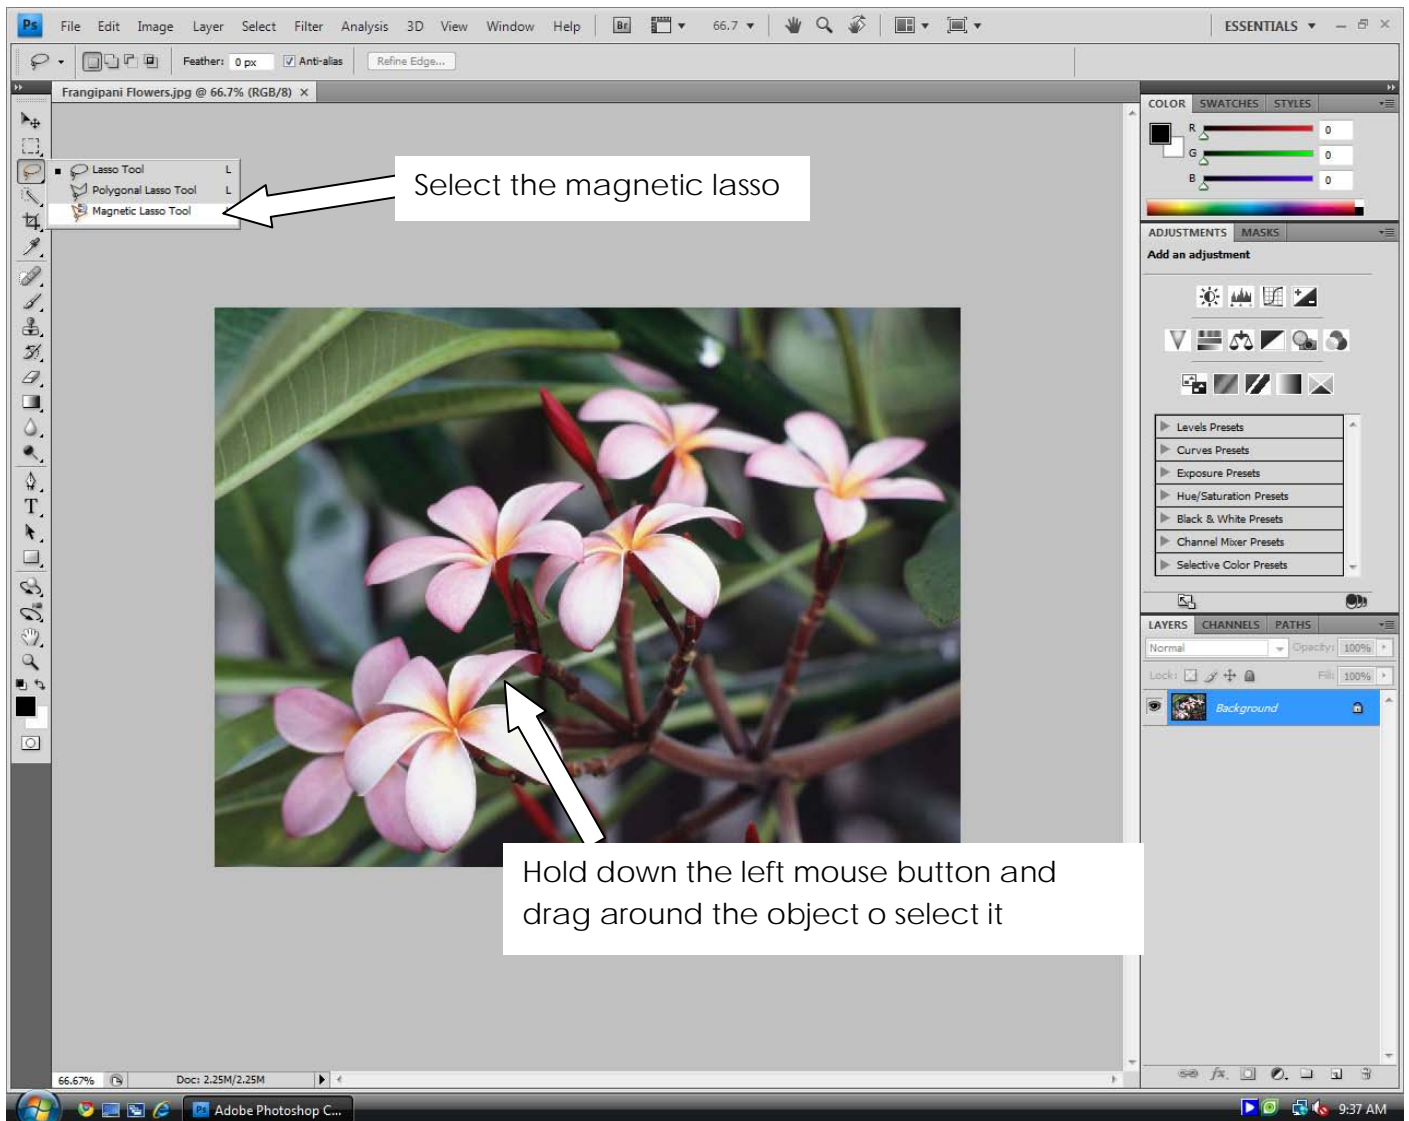 Ps File Edit Image Layer Select Filter Analysis 3D View Window Help Br 66.7 ESSENTIALS
Feather: 0 px Anti-alias Refine Edge...
Frangipani Flowers.jpg @ 66.7% (RGB/8) ×
Lasso Tool L
Polygonal Lasso Tool L
Magnetic Lasso Tool
Select the magnetic lasso
Hold down the left mouse button and
drag around the object o select it
COLOR SWATCHES STYLES
R 0
G 0
B 0
ADJUSTMENTS MASKS
Add an adjustment
Levels Presets
Curves Presets
Exposure Presets
Hue/Saturation Presets
Black & White Presets
Channel Mixer Presets
Selective Color Presets
LAYERS CHANNELS PATHS
Normal Opacity: 100%
Lock: Fill: 100%
Background
66.67% Doc: 2.25M/2.25M
Ps Adobe Photoshop C... 9:37 AM